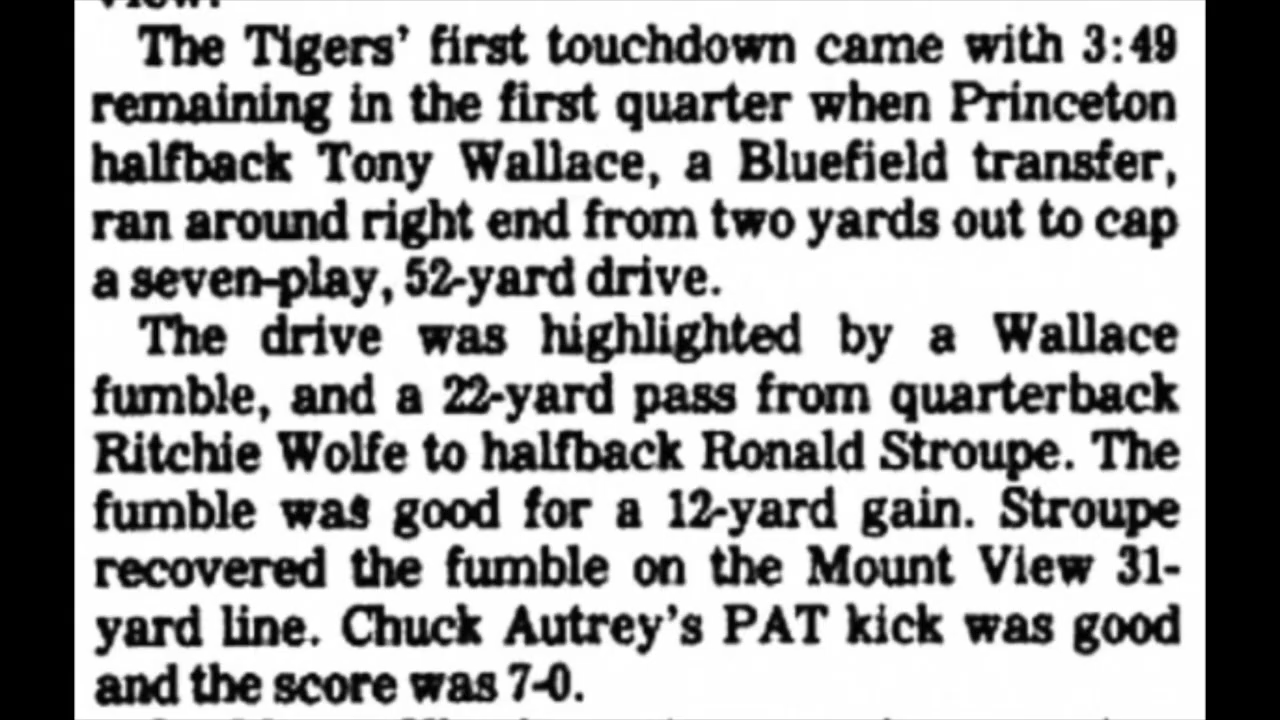 The Tigers' first touchdown came with 3:49
remaining in the first quarter when Princeton
halfback Tony Wallace, a Bluefield transfer,
ran around right end from two yards out to cap
a seven-play, 52-yard drive.
The drive was highlighted by a Wallace
fumble, and a 22-yard pass from quarterback
Ritchie Wolfe to halfback Ronald Stroupe. The
fumble was good for a 12-yard gain. Stroupe
recovered the fumble on the Mount View 31-
yard line. Chuck Autrey's PAT kick was good
and the score was 7-0.